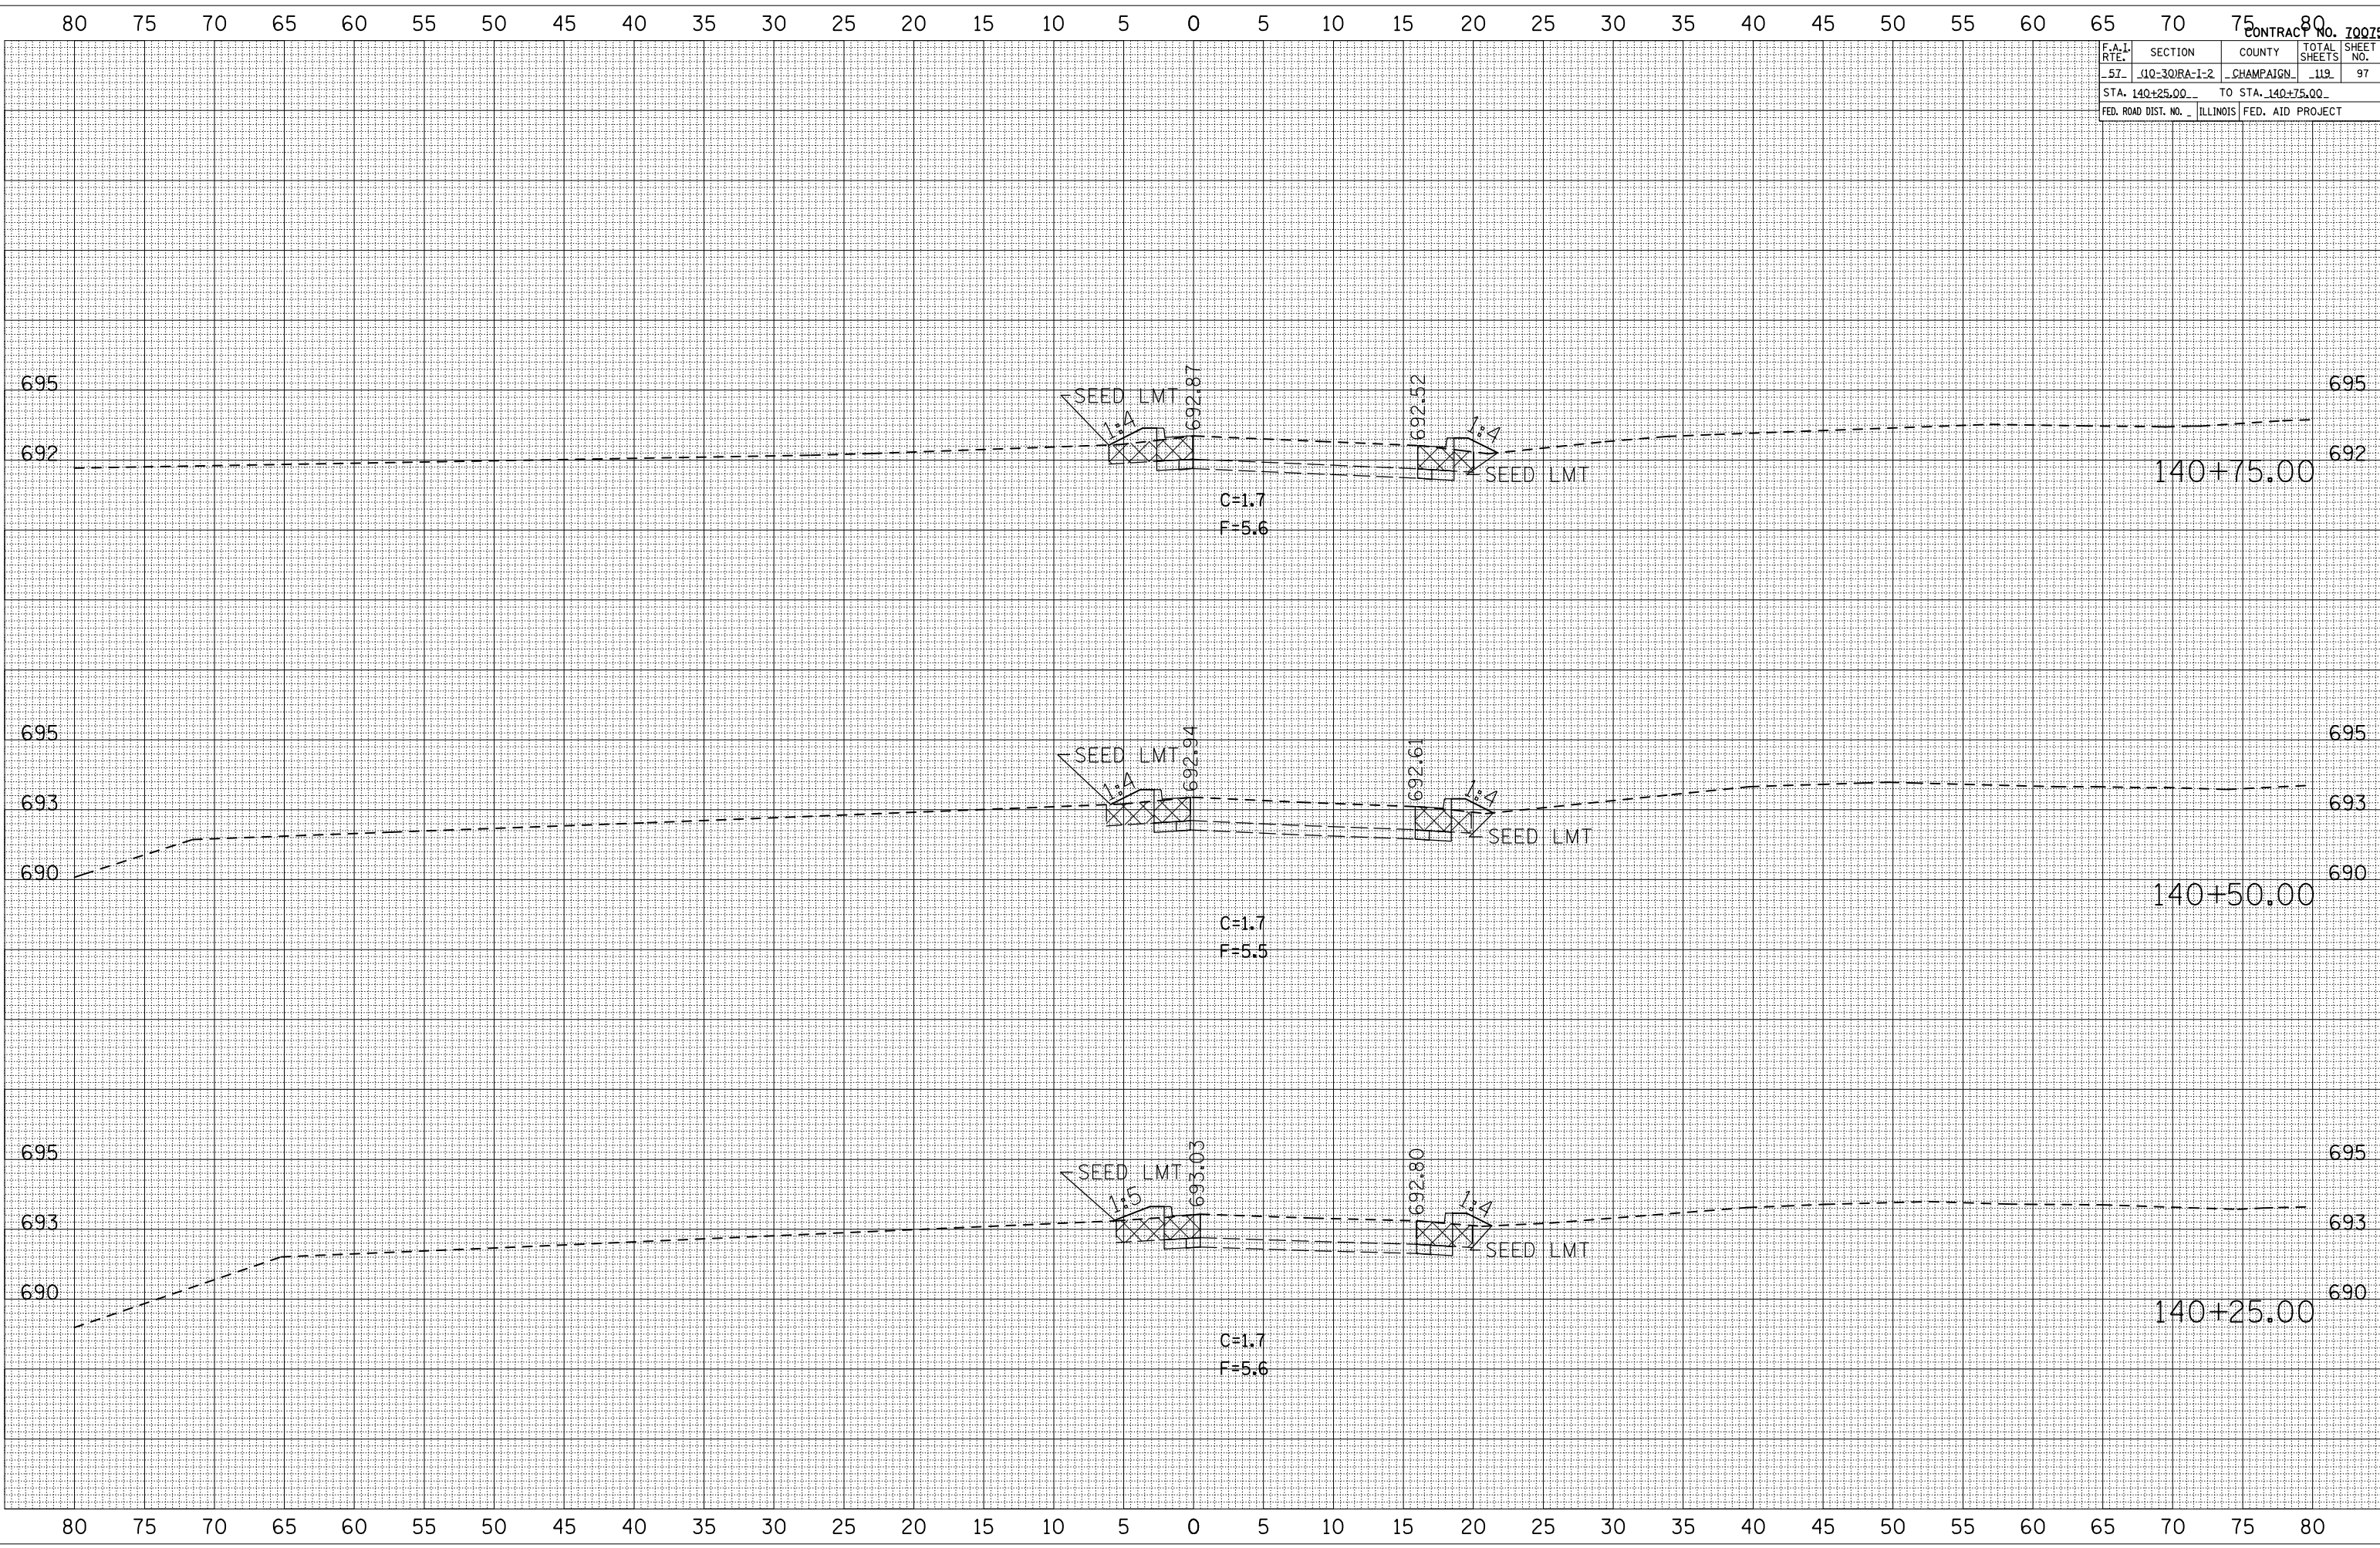 80 75 70 65 60 55 50 45 40 35 30 25 20 15 10 5 0 5 10 15 20 25 30 35 40 45 50 55 60 65 70 75 80
CONTRACT NO. 70075
F.A.I. RTE. SECTION COUNTY TOTAL SHEETS SHEET NO.
57 (10-30)RA-I-2 CHAMPAIGN 119 97
STA. 140+25.00 TO STA. 140+75.00
FED. ROAD DIST. NO. _ ILLINOIS FED. AID PROJECT
695 695
SEED LMT 1:4 692.87 692.52 1:4
692 692
SEED LMT 140+75.00
C=1.7
F=5.6
695 695
SEED LMT 1:4 692.94 692.61 1:4
693 693
SEED LMT
690 690
140+50.00
C=1.7
F=5.5
695 695
SEED LMT 1:5 693.03 692.80 1:4
693 693
SEED LMT
690 690
140+25.00
C=1.7
F=5.6
80 75 70 65 60 55 50 45 40 35 30 25 20 15 10 5 0 5 10 15 20 25 30 35 40 45 50 55 60 65 70 75 80